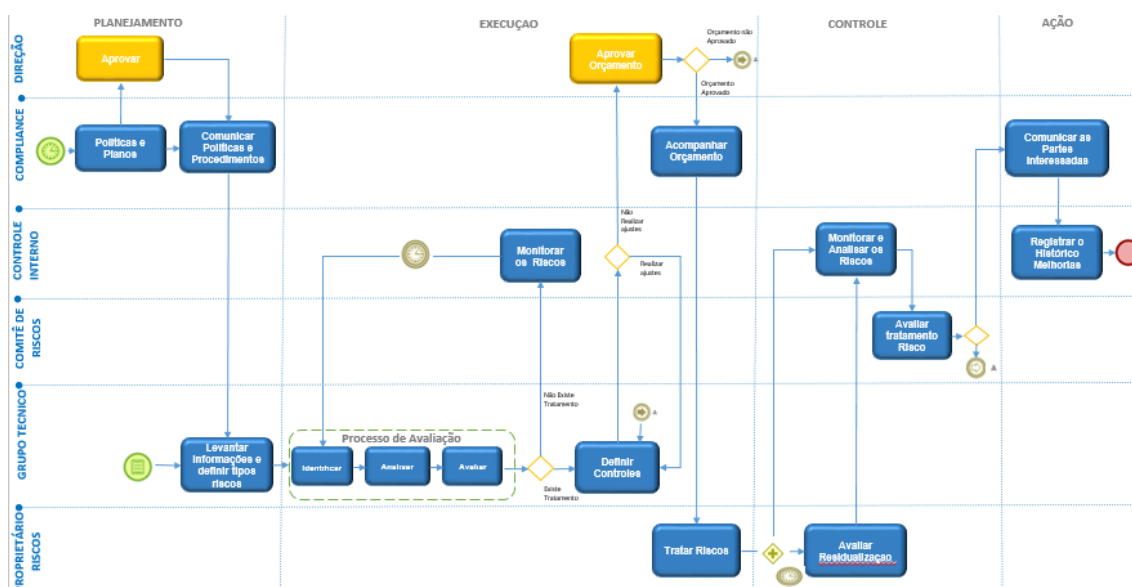 PLANEJAMENTO
EXECUÇAO
CONTROLE
AÇÃO
DIREÇÃO
Aprovar
Aprovar
Orçamento
Orçamento não
Aprovado
A
Orçamento
Aprovado
COMPLIANCE
Políticas e
Planos
Comunicar
Políticas e
Procedimentos
Acompanhar
Orçamento
Comunicar as
Partes
Interessadas
CONTROLE
INTERNO
Monitorar
os Riscos
Não
Realizar
ajustes
Realizar
ajustes
Monitorar e
Analisar os
Riscos
Registrar o
Histórico
Melhorias
COMITÊ DE
RISCOS
Avaliar
tratamento
Risco
A
GRUPO TECNICO
Levantar
Informações e
definir tipos
riscos
Processo de Avaliação
Identificar
Analisar
Avaliar
Não Existe
Tratamento
Existe
Tratamento
A
Definir
Controles
PROPRIETÁRIO
RISCOS
Tratar Riscos
Avaliar
Residualizaçao